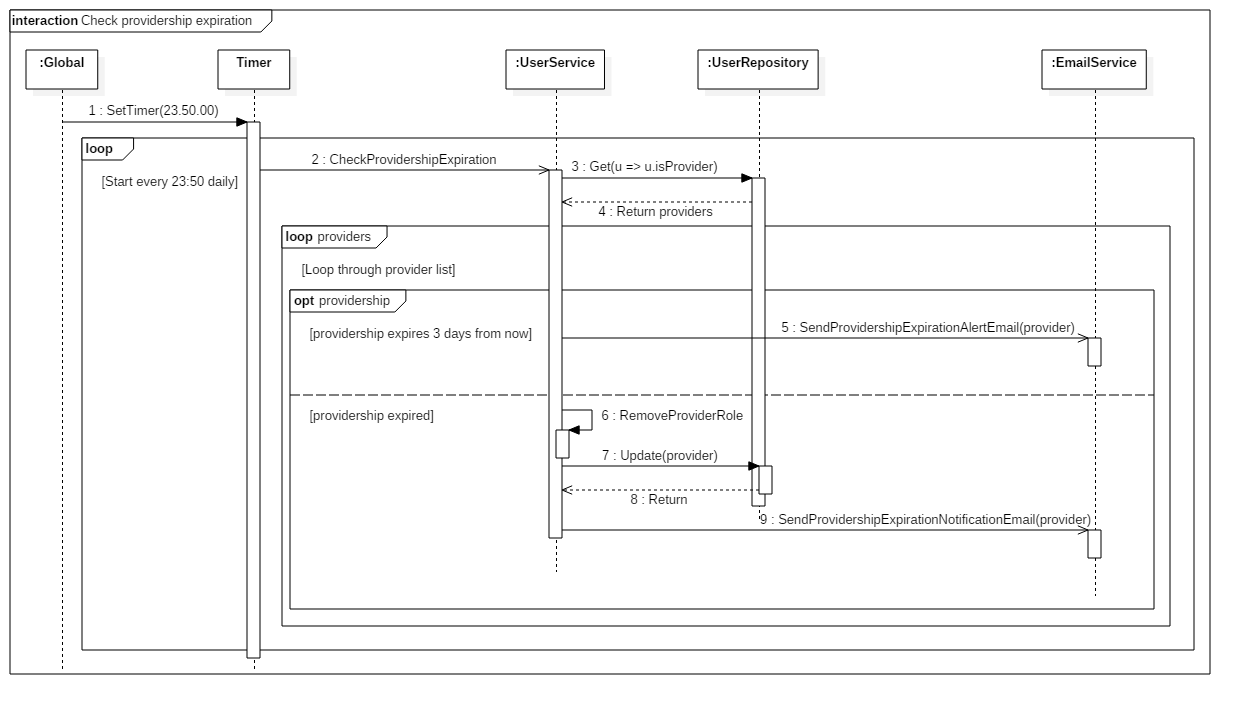 interaction Check providership expiration
:Global
Timer
:UserService
:UserRepository
:EmailService
1 : SetTimer(23.50.00)
loop
2 : CheckProvidershipExpiration
3 : Get(u => u.isProvider)
[Start every 23:50 daily]
4 : Return providers
loop providers
[Loop through provider list]
opt providership
5 : SendProvidershipExpirationAlertEmail(provider)
[providership expires 3 days from now]
[providership expired]
6 : RemoveProviderRole
7 : Update(provider)
8 : Return
9 : SendProvidershipExpirationNotificationEmail(provider)